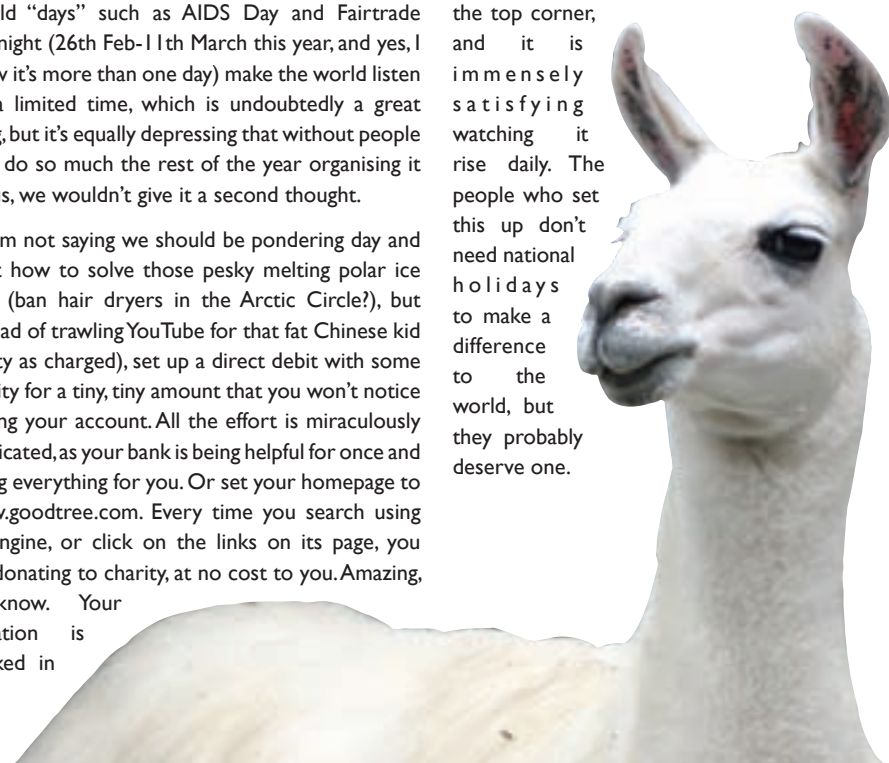 ld “days” such as AIDS Day and Fairtrade
night (26th Feb-11th March this year, and yes, I
w it’s more than one day) make the world listen
a limited time, which is undoubtedly a great
g, but it’s equally depressing that without people
do so much the rest of the year organising it
us, we wouldn’t give it a second thought.
m not saying we should be pondering day and
t how to solve those pesky melting polar ice
(ban hair dryers in the Arctic Circle?), but
ad of trawling YouTube for that fat Chinese kid
ty as charged), set up a direct debit with some
ity for a tiny, tiny amount that you won’t notice
ng your account. All the effort is miraculously
icated, as your bank is being helpful for once and
g everything for you. Or set your homepage to
w.goodtree.com. Every time you search using
ngine, or click on the links on its page, you
donating to charity, at no cost to you. Amazing,
know. Your
ation is
ked in
the top corner,
and it is
immensely
satisfying
watching it
rise daily. The
people who set
this up don’t
need national
holidays
to make a
difference
to the
world, but
they probably
deserve one.